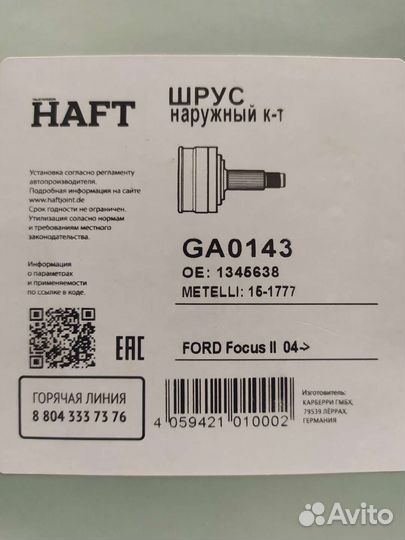 HAFT
ШРУС
наружный к-т
Установка согласно регламенту
автопроизводителя.
Подробная информация на сайте
www.haftjoint.de
Срок годности не ограничен.
Утилизация согласно нормам
и требованиям местного
законодательства.
GA0143
OE: 1345638
METELLI: 15-1777
Информация
о параметрах
и применяемости
по ссылке в коде.
EAC
FORD Focus II 04->
ГОРЯЧАЯ ЛИНИЯ
8 804 333 73 76
4 059421 010002
Изготовитель:
КАРБЕРРИ ГМБХ,
79539 ЛЁРРАХ,
ГЕРМАНИЯ
Avito